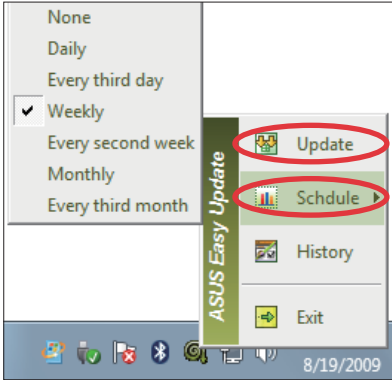 None
Daily
Every third day
Weekly
Every second week
Monthly
Every third month
ASUS Easy Update
Update
Schdule
History
Exit
8/19/2009